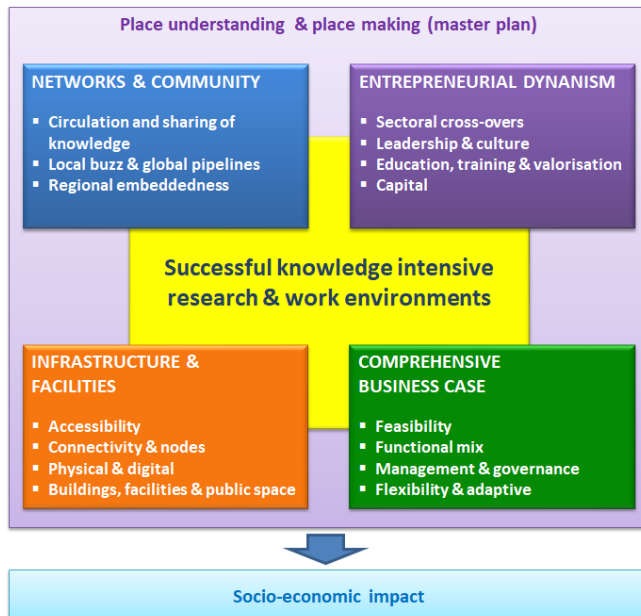 Place understanding & place making (master plan)
NETWORKS & COMMUNITY
▪ Circulation and sharing of
knowledge
▪ Local buzz & global pipelines
▪ Regional embeddedness
ENTREPRENEURIAL DYNANISM
▪ Sectoral cross-overs
▪ Leadership & culture
▪ Education, training & valorisation
▪ Capital
Successful knowledge intensive
research & work environments
INFRASTRUCTURE &
FACILITIES
▪ Accessibility
▪ Connectivity & nodes
▪ Physical & digital
▪ Buildings, facilities & public space
COMPREHENSIVE
BUSINESS CASE
▪ Feasibility
▪ Functional mix
▪ Management & governance
▪ Flexibility & adaptive
Socio-economic impact